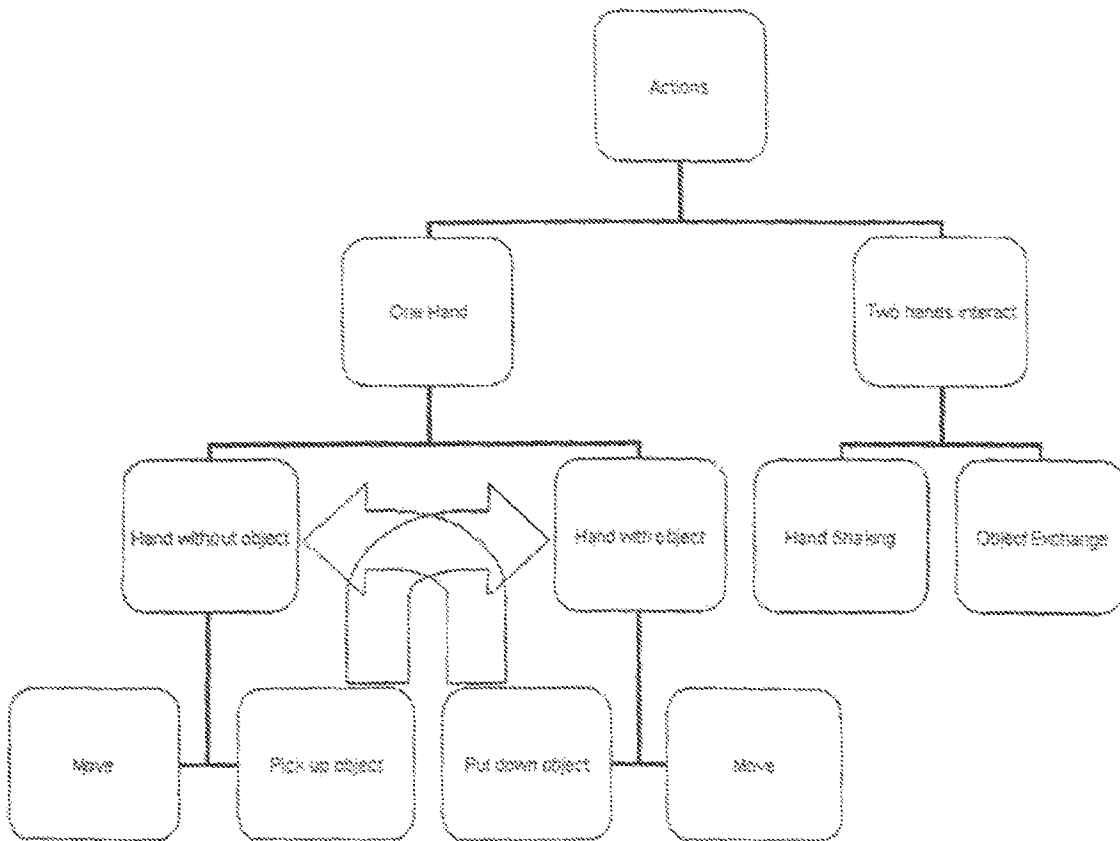 Actions
One Hand
Two hands interact
Hand without object
Hand with object
Hand Shaking
Object Exchange
Move
Pick up object
Put down object
Move